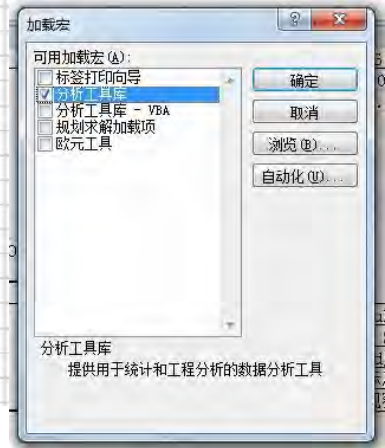 加载宏
可用加载宏(A):
标签打印向导
分析工具库
分析工具库 - VBA
规划求解加载项
欧元工具
确定
取消
浏览(B)...
自动化(U)...
分析工具库
提供用于统计和工程分析的数据分析工具